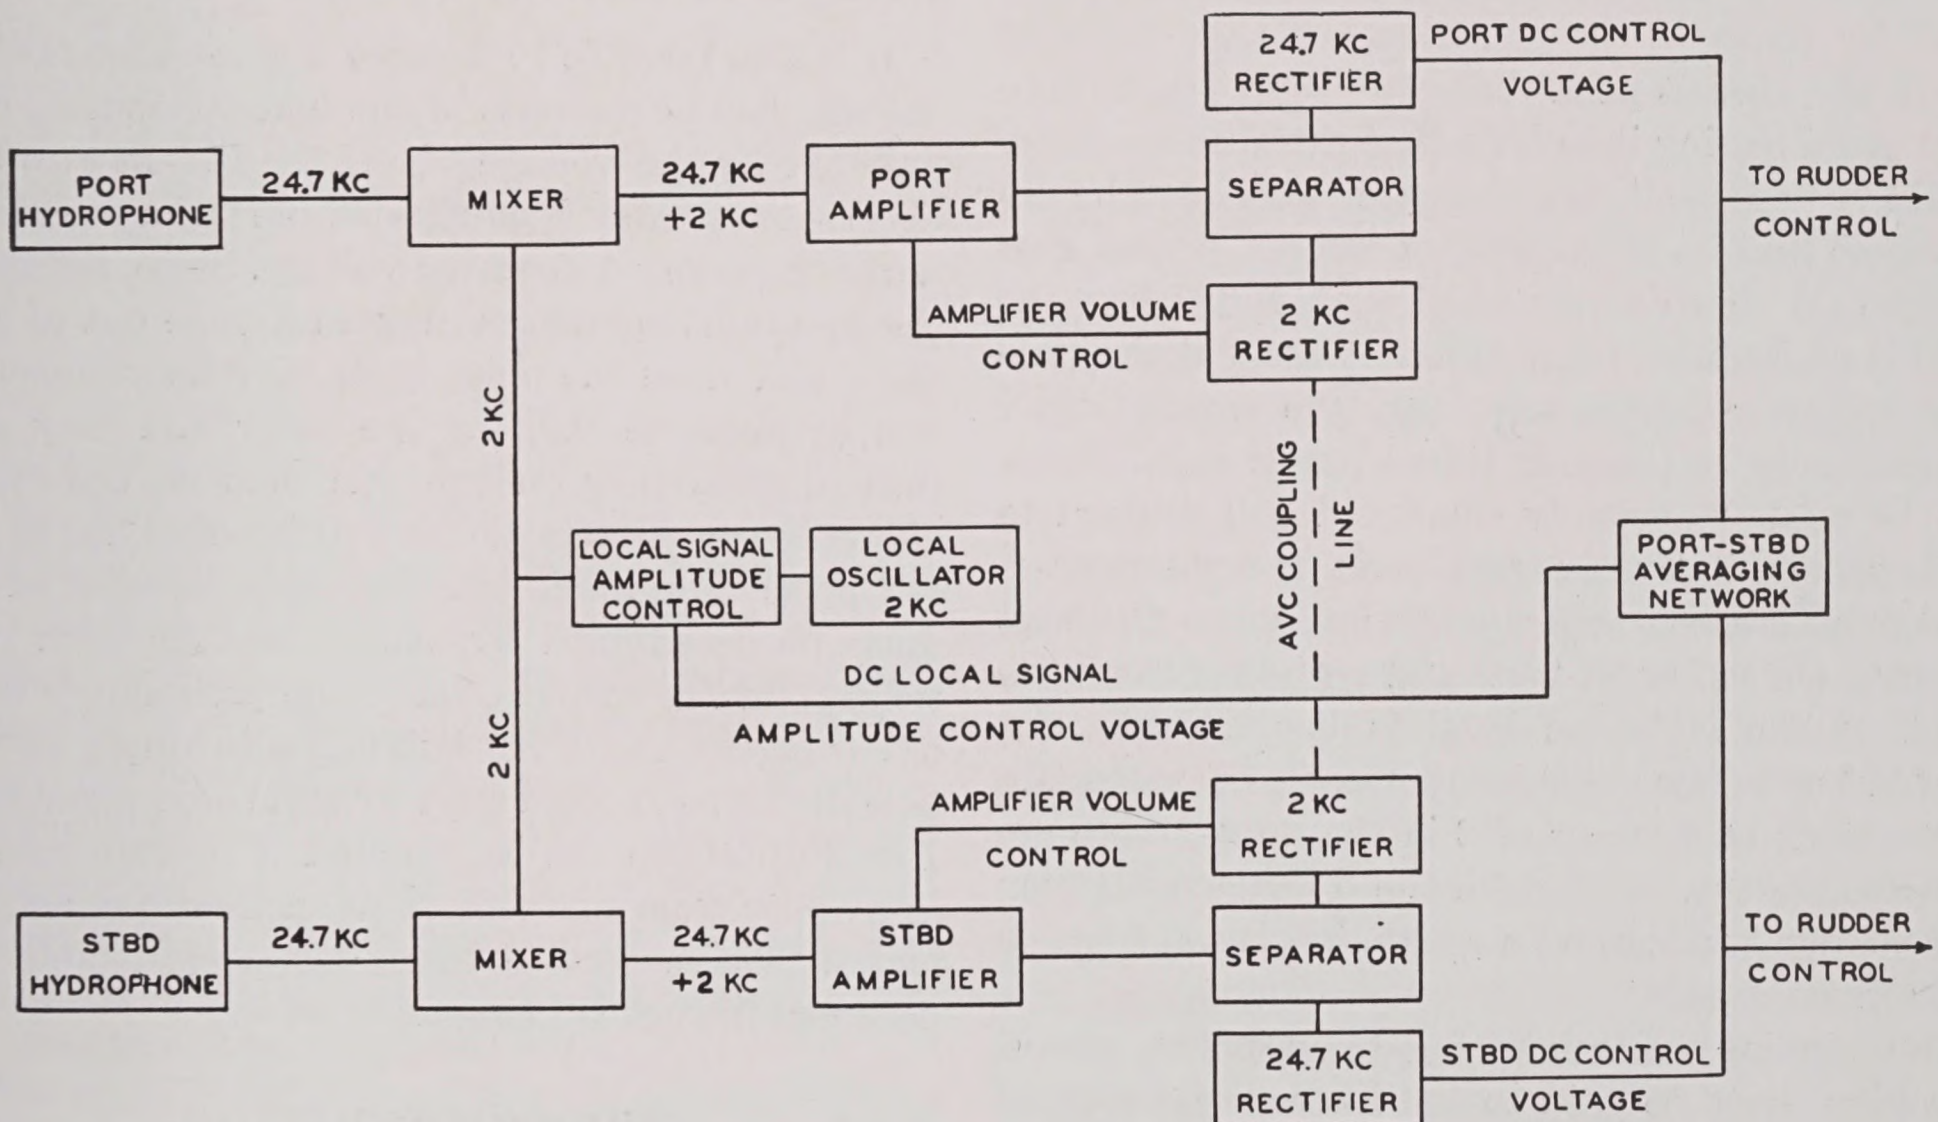 24.7 KC
RECTIFIER
PORT DC CONTROL
VOLTAGE
PORT
HYDROPHONE
24.7 KC
MIXER
24.7 KC
+2 KC
PORT
AMPLIFIER
SEPARATOR
TO RUDDER
CONTROL
AMPLIFIER VOLUME
CONTROL
2 KC
RECTIFIER
2 KC
AVC COUPLING
LINE
LOCAL SIGNAL
AMPLITUDE
CONTROL
LOCAL
OSCILLATOR
2 KC
PORT-STBD
AVERAGING
NETWORK
DC LOCAL SIGNAL
AMPLITUDE CONTROL VOLTAGE
2 KC
AMPLIFIER VOLUME
CONTROL
2 KC
RECTIFIER
STBD
HYDROPHONE
24.7 KC
MIXER
24.7 KC
+2 KC
STBD
AMPLIFIER
SEPARATOR
TO RUDDER
CONTROL
24.7 KC
RECTIFIER
STBD DC CONTROL
VOLTAGE